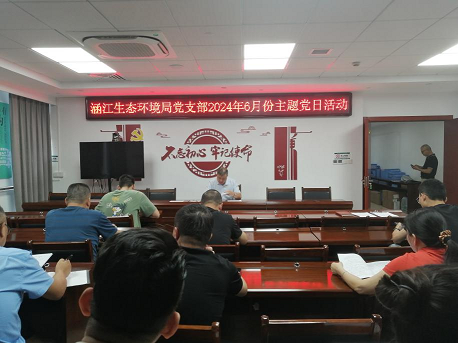 涵江生态环境局党支部2024年6月份主题党日活动
不忘初心 牢记使命